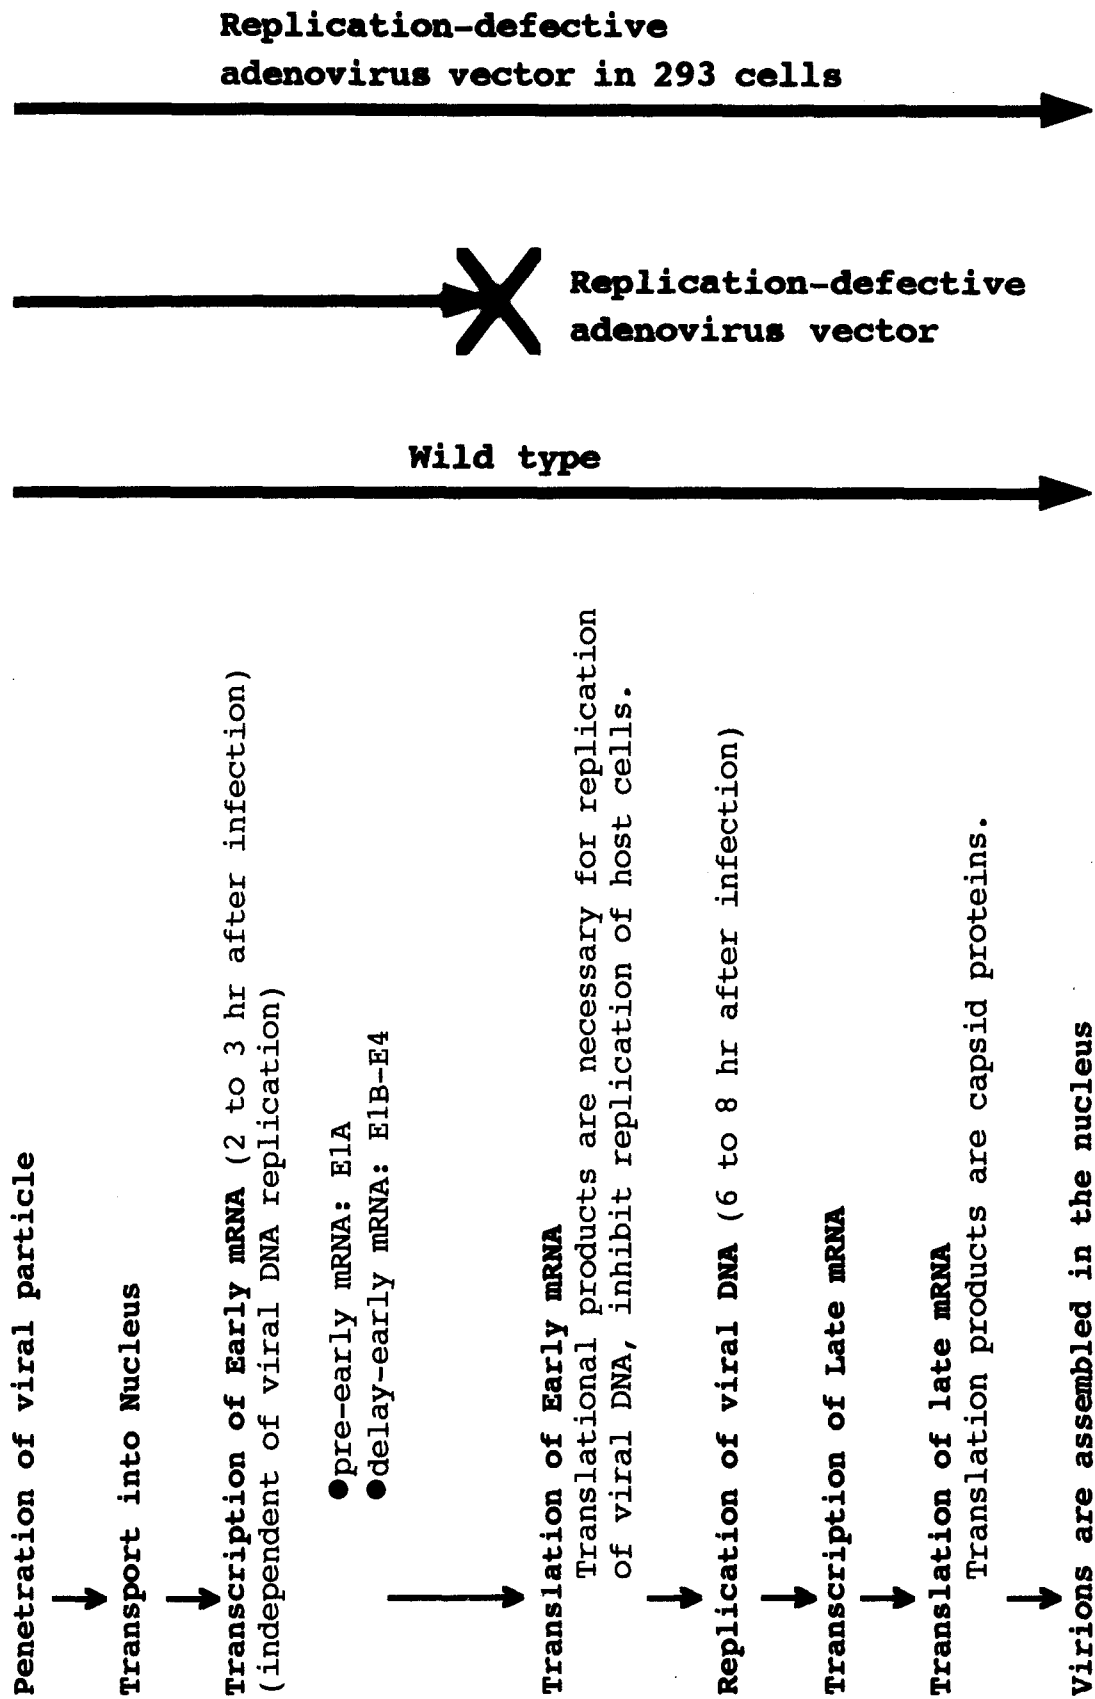 Replication-defective
adenovirus vector in 293 cells
Replication-defective
adenovirus vector
Wild type
Penetration of viral particle
Transport into Nucleus
Transcription of Early mRNA (2 to 3 hr after infection)
(independent of viral DNA replication)
●pre-early mRNA: E1A
●delay-early mRNA: E1B-E4
Translation of Early mRNA
Translational products are necessary for replication
of viral DNA, inhibit replication of host cells.
Replication of viral DNA (6 to 8 hr after infection)
Transcription of Late mRNA
Translation of late mRNA
Translation products are capsid proteins.
Virions are assembled in the nucleus